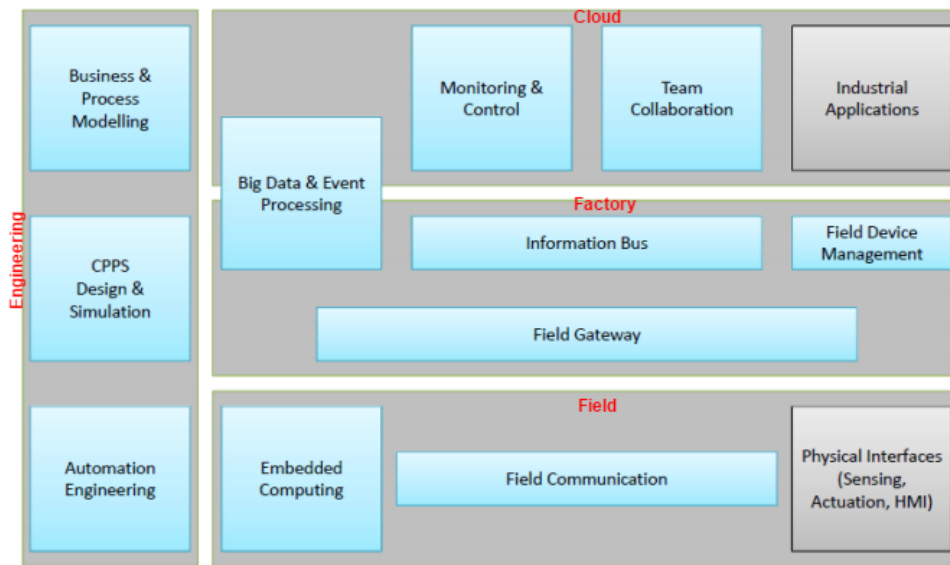 Engineering
Business &
Process
Modelling
CPPS
Design &
Simulation
Automation
Engineering
Cloud
Monitoring &
Control
Team
Collaboration
Industrial
Applications
Big Data & Event
Processing
Factory
Information Bus
Field Device
Management
Field Gateway
Field
Embedded
Computing
Field Communication
Physical Interfaces
(Sensing,
Actuation, HMI)